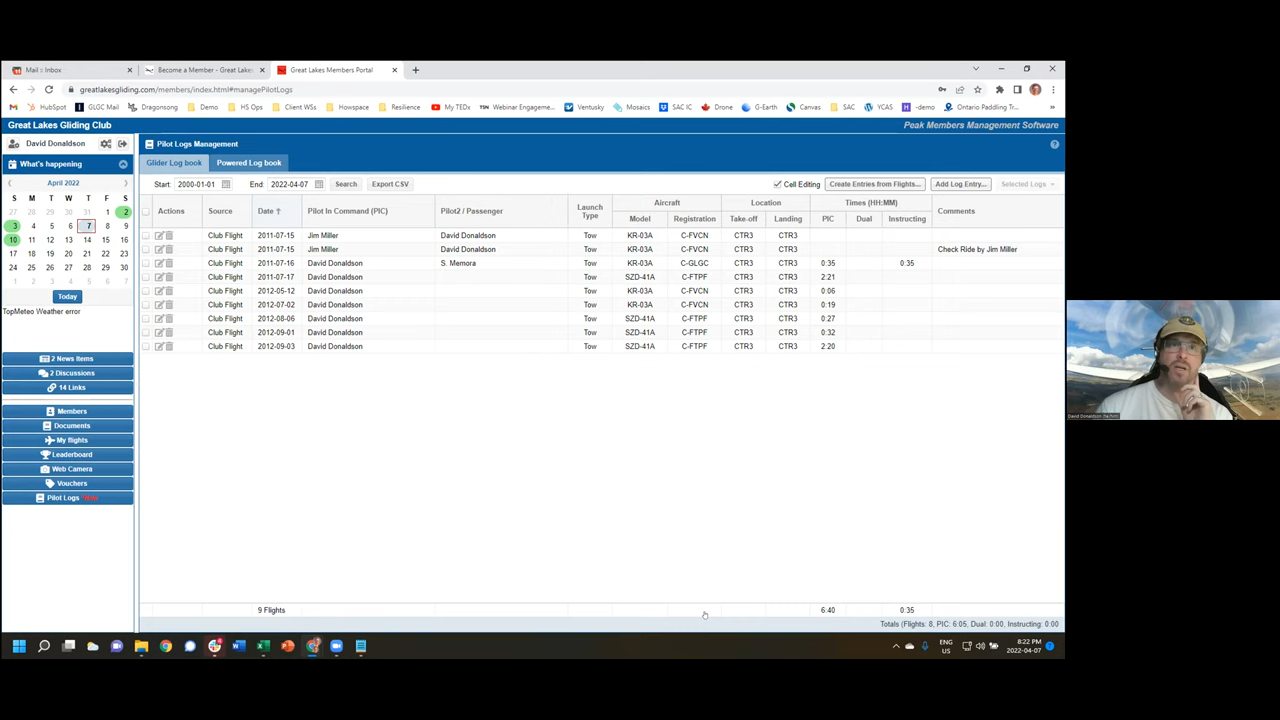 Mail :: Inbox
Become a Member - Great Lakes
Great Lakes Members Portal
greatlakesgliding.com/members/index.html#managePilotLogs
HubSpot GLGC Mail Dragonsong Demo HS Ops Client WSs Howspace Resilience My TEDx Webinar Engageme... Ventusky Mosaics SAC IC Drone G-Earth Canvas SAC YCAS -demo Ontario Paddling Tr...
Great Lakes Gliding Club
Peak Members Management Software
David Donaldson
What's happening
April 2022
S M T W T F S
27 28 29 30 31 1 2
3 4 5 6 7 8 9
10 11 12 13 14 15 16
17 18 19 20 21 22 23
24 25 26 27 28 29 30
1 2 3 4 5 6 7
Today
TopMeteo Weather error
2 News Items
2 Discussions
14 Links
Members
Documents
My flights
Leaderboard
Web Camera
Vouchers
Pilot Logs
Pilot Logs Management
Glider Log book Powered Log book
Start: 2000-01-01 End: 2022-04-07 Search Export CSV Cell Editing Create Entries from Flights... Add Log Entry... Selected Logs
Aircraft Location Times (HH:MM)
Actions Source Date Pilot In Command (PIC) Pilot2 / Passenger Launch Type Model Registration Take-off Landing PIC Dual Instructing Comments
Club Flight 2011-07-15 Jim Miller David Donaldson Tow KR-03A C-FVCN CTR3 CTR3
Club Flight 2011-07-15 Jim Miller David Donaldson Tow KR-03A C-FVCN CTR3 CTR3 Check Ride by Jim Miller
Club Flight 2011-07-16 David Donaldson S. Memora Tow KR-03A C-GLGC CTR3 CTR3 0:35 0:35
Club Flight 2011-07-17 David Donaldson Tow SZD-41A C-FTPF CTR3 CTR3 2:21
Club Flight 2012-05-12 David Donaldson Tow KR-03A C-FVCN CTR3 CTR3 0:06
Club Flight 2012-07-02 David Donaldson Tow KR-03A C-FVCN CTR3 CTR3 0:19
Club Flight 2012-08-06 David Donaldson Tow SZD-41A C-FTPF CTR3 CTR3 0:27
Club Flight 2012-09-01 David Donaldson Tow SZD-41A C-FTPF CTR3 CTR3 0:32
Club Flight 2012-09-03 David Donaldson Tow SZD-41A C-FTPF CTR3 CTR3 2:20
9 Flights 6:40 0:35
Totals (Flights: 8, PIC: 6:05, Dual: 0:00, Instructing: 0:00
ENG
US
8:22 PM
2022-04-07
David Donaldson (he/him)